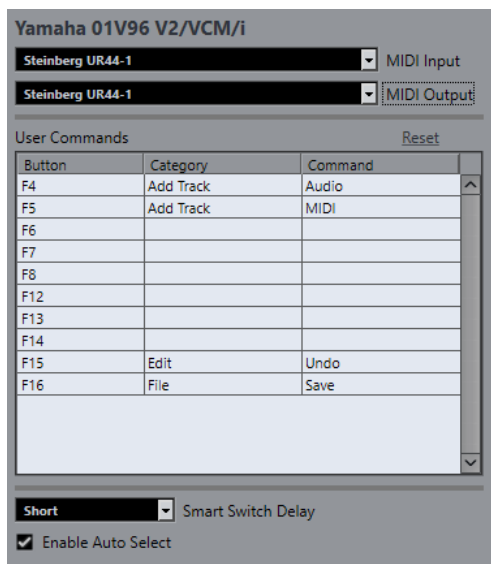 Yamaha 01V96 V2/VCM/i
Steinberg UR44-1 MIDI Input
Steinberg UR44-1 MIDI Output
User Commands Reset
Button Category Command
F4 Add Track Audio
F5 Add Track MIDI
F6
F7
F8
F12
F13
F14
F15 Edit Undo
F16 File Save
Short Smart Switch Delay
Enable Auto Select